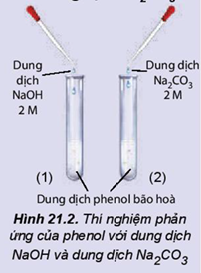 Dung
dịch
NaOH
2 M
Dung dịch
Na₂CO₃
2 M
(1)
(2)
Dung dịch phenol bão hoà
Hình 21.2. Thí nghiệm phản
ứng của phenol với dung dịch
NaOH và dung dịch Na₂CO₃